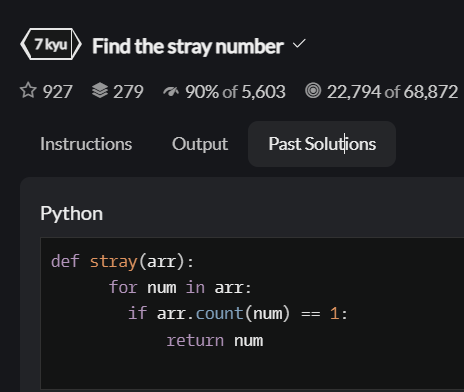 7 kyu Find the stray number
927 279 90% of 5,603 22,794 of 68,872
Instructions Output Past Solutions
Python
def stray(arr):
for num in arr:
if arr.count(num) == 1:
return num